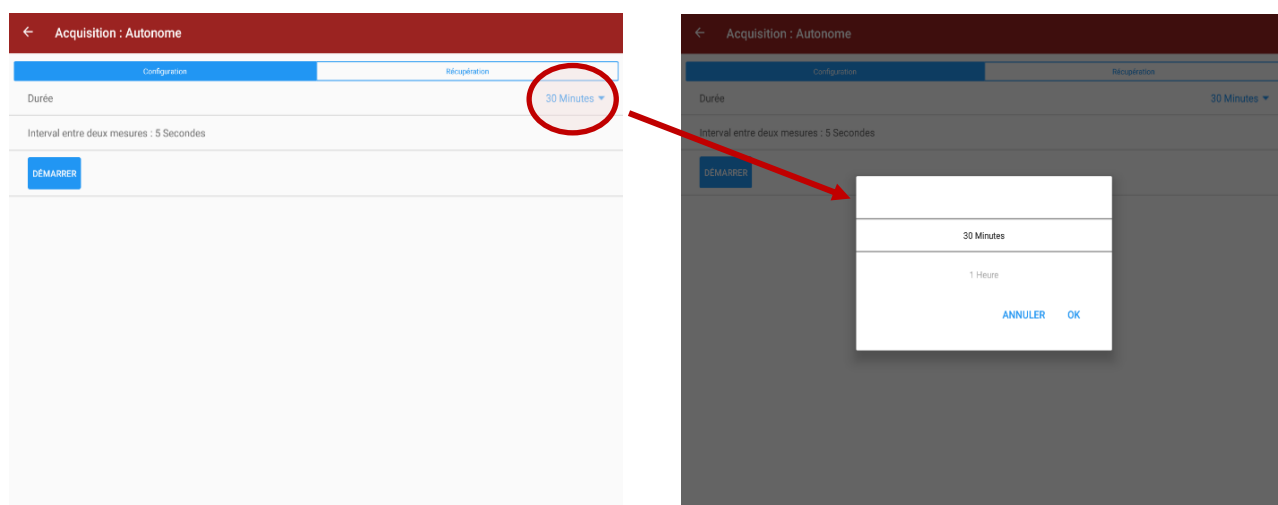 Acquisition : Autonome
Configuration
Récupération
Durée
30 Minutes
Interval entre deux mesures : 5 Secondes
DÉMARRER
Acquisition : Autonome
Configuration
Récupération
Durée
30 Minutes
Interval entre deux mesures : 5 Secondes
DÉMARRER
30 Minutes
1 Heure
ANNULER OK